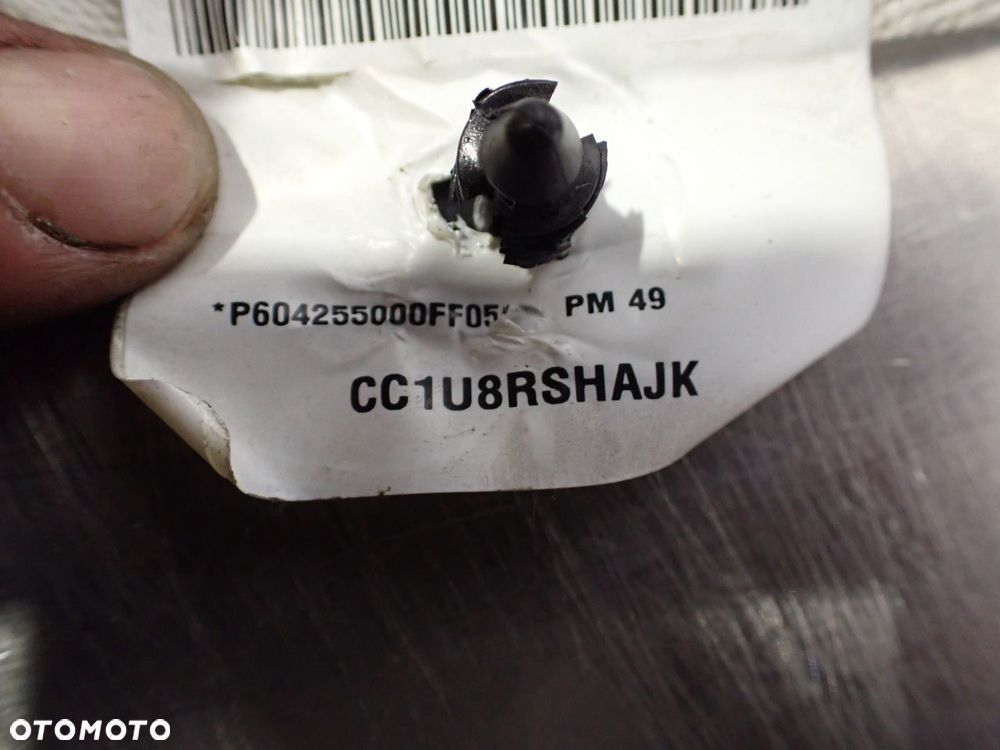 *P604255000FF05* PM 49
CC1U8RSHAJK
OTOMOTO